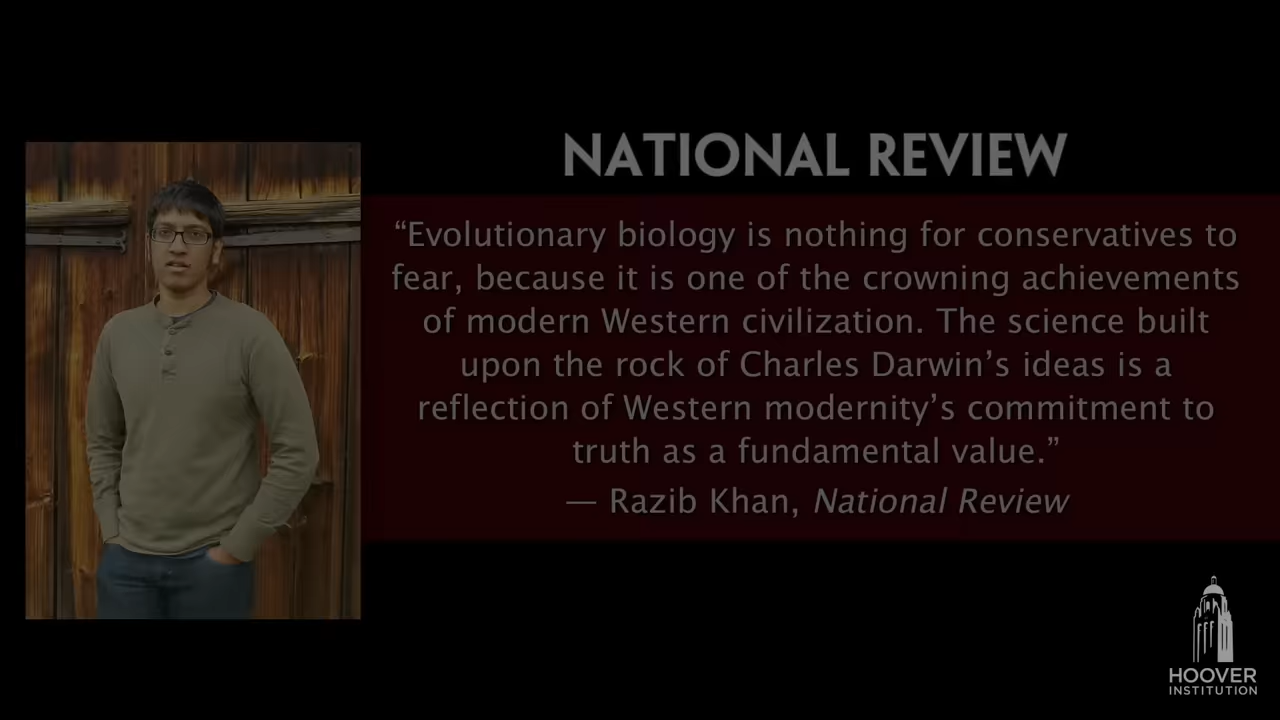 NATIONAL REVIEW
“Evolutionary biology is nothing for conservatives to
fear, because it is one of the crowning achievements
of modern Western civilization. The science built
upon the rock of Charles Darwin’s ideas is a
reflection of Western modernity’s commitment to
truth as a fundamental value.”
— Razib Khan, National Review
HOOVER
INSTITUTION